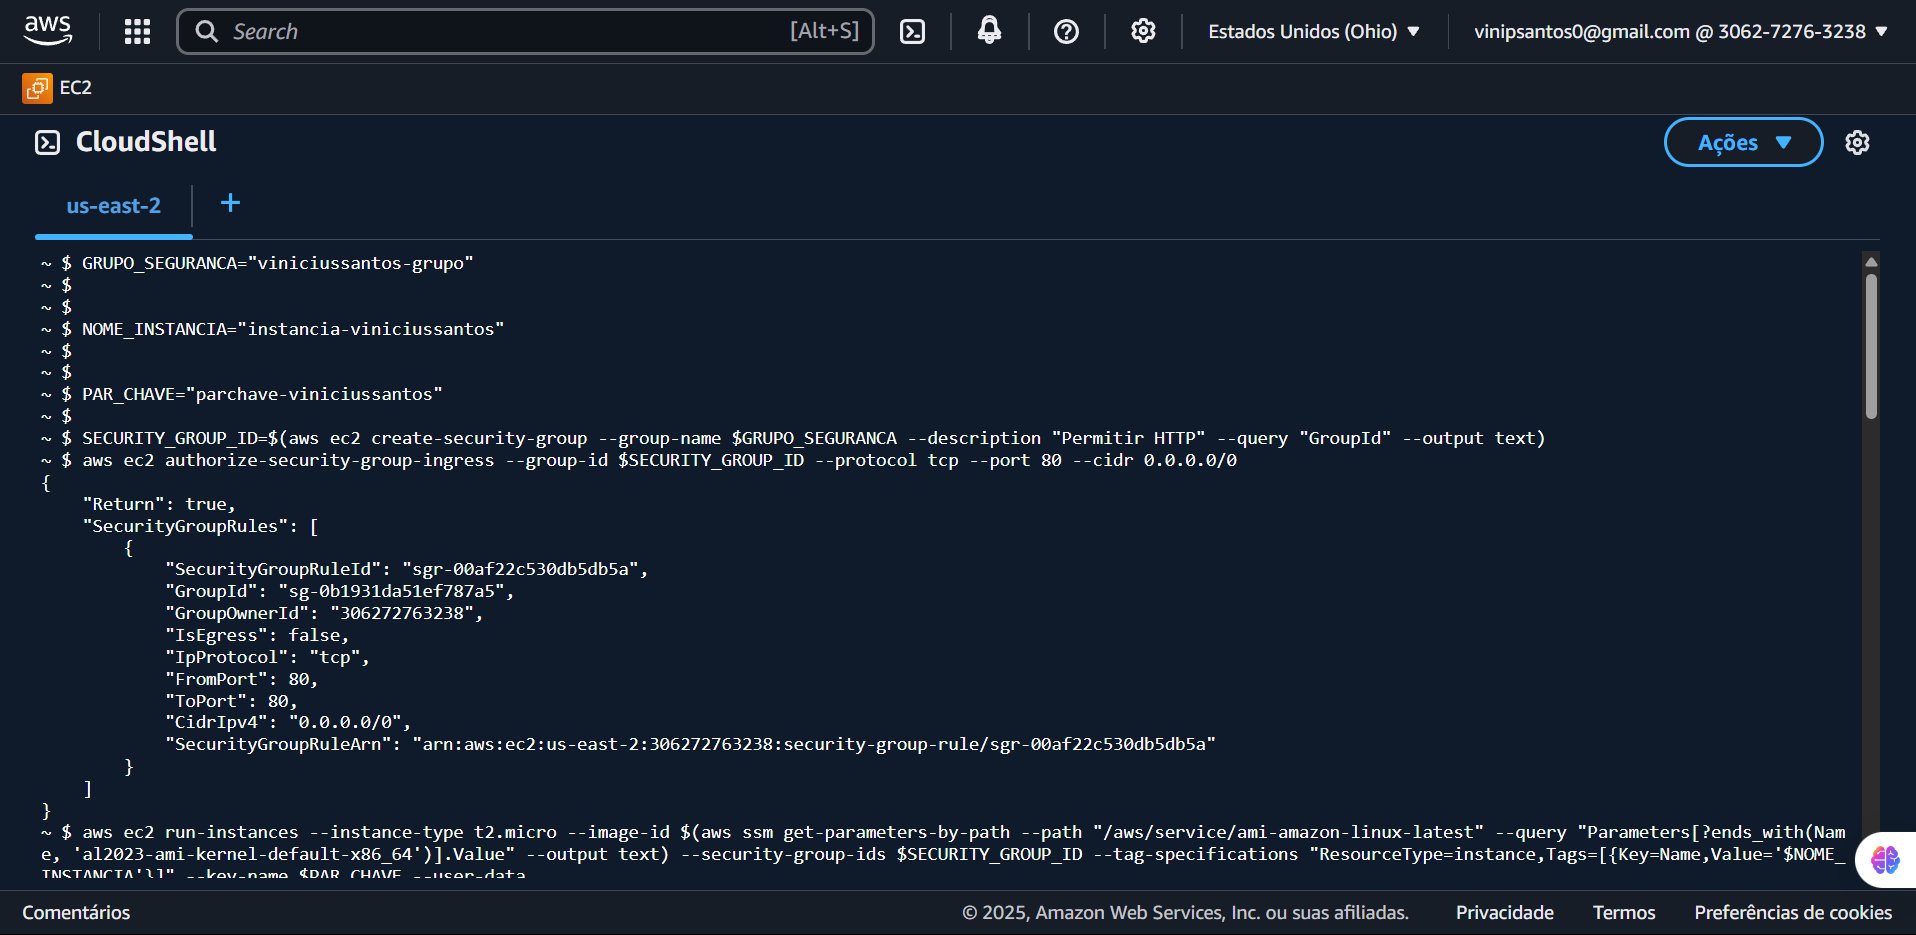 aws
Search [Alt+S] Estados Unidos (Ohio) ▼ vinipsantos0@gmail.com @ 3062-7276-3238 ▼
EC2
CloudShell
Ações ▼
us-east-2 +
~ $ GRUPO_SEGURANCA="viniciussantos-grupo"
~ $
~ $
~ $ NOME_INSTANCIA="instancia-viniciussantos"
~ $
~ $
~ $ PAR_CHAVE="parchave-viniciussantos"
~ $
~ $ SECURITY_GROUP_ID=$(aws ec2 create-security-group --group-name $GRUPO_SEGURANCA --description "Permitir HTTP" --query "GroupId" --output text)
~ $ aws ec2 authorize-security-group-ingress --group-id $SECURITY_GROUP_ID --protocol tcp --port 80 --cidr 0.0.0.0/0
{
    "Return": true,
    "SecurityGroupRules": [
        {
            "SecurityGroupRuleId": "sgr-00af22c530db5db5a",
            "GroupId": "sg-0b1931da51ef787a5",
            "GroupOwnerId": "306272763238",
            "IsEgress": false,
            "IpProtocol": "tcp",
            "FromPort": 80,
            "ToPort": 80,
            "CidrIpv4": "0.0.0.0/0",
            "SecurityGroupRuleArn": "arn:aws:ec2:us-east-2:306272763238:security-group-rule/sgr-00af22c530db5db5a"
        }
    ]
}
~ $ aws ec2 run-instances --instance-type t2.micro --image-id $(aws ssm get-parameters-by-path --path "/aws/service/ami-amazon-linux-latest" --query "Parameters[?ends_with(Nam
e, 'al2023-ami-kernel-default-x86_64')].Value" --output text) --security-group-ids $SECURITY_GROUP_ID --tag-specifications "ResourceType=instance,Tags=[{Key=Name,Value='$NOME_
INSTANCIA'}]" --key-name $PAR_CHAVE --user-data
Comentários © 2025, Amazon Web Services, Inc. ou suas afiliadas. Privacidade Termos Preferências de cookies